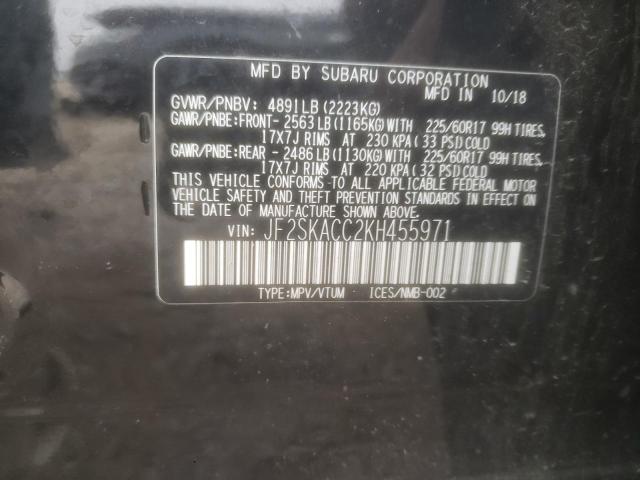 MFD BY SUBARU CORPORATION
MFD IN 10/18
GVWR/PNBV: 4891LB(2223KG)
GAWR/PNBE:FRONT-2563LB(1165KG)WITH 225/60R17 99H TIRES,
17X7J RIMS AT 230 KPA(33 PSI)COLD
GAWR/PNBE:REAR -2486LB(1130KG)WITH 225/60R17 99H TIRES,
17X7J RIMS AT 220 KPA(32 PSI)COLD
THIS VEHICLE CONFORMS TO ALL APPLICABLE FEDERAL MOTOR
VEHICLE SAFETY AND THEFT PREVENTION STANDARDS IN EFFECT
ON THE DATE OF MANUFACTURE SHOWN ABOVE.
VIN: JF2SKACC2KH455971
TYPE:MPV/VTUM ICES/NMB-002